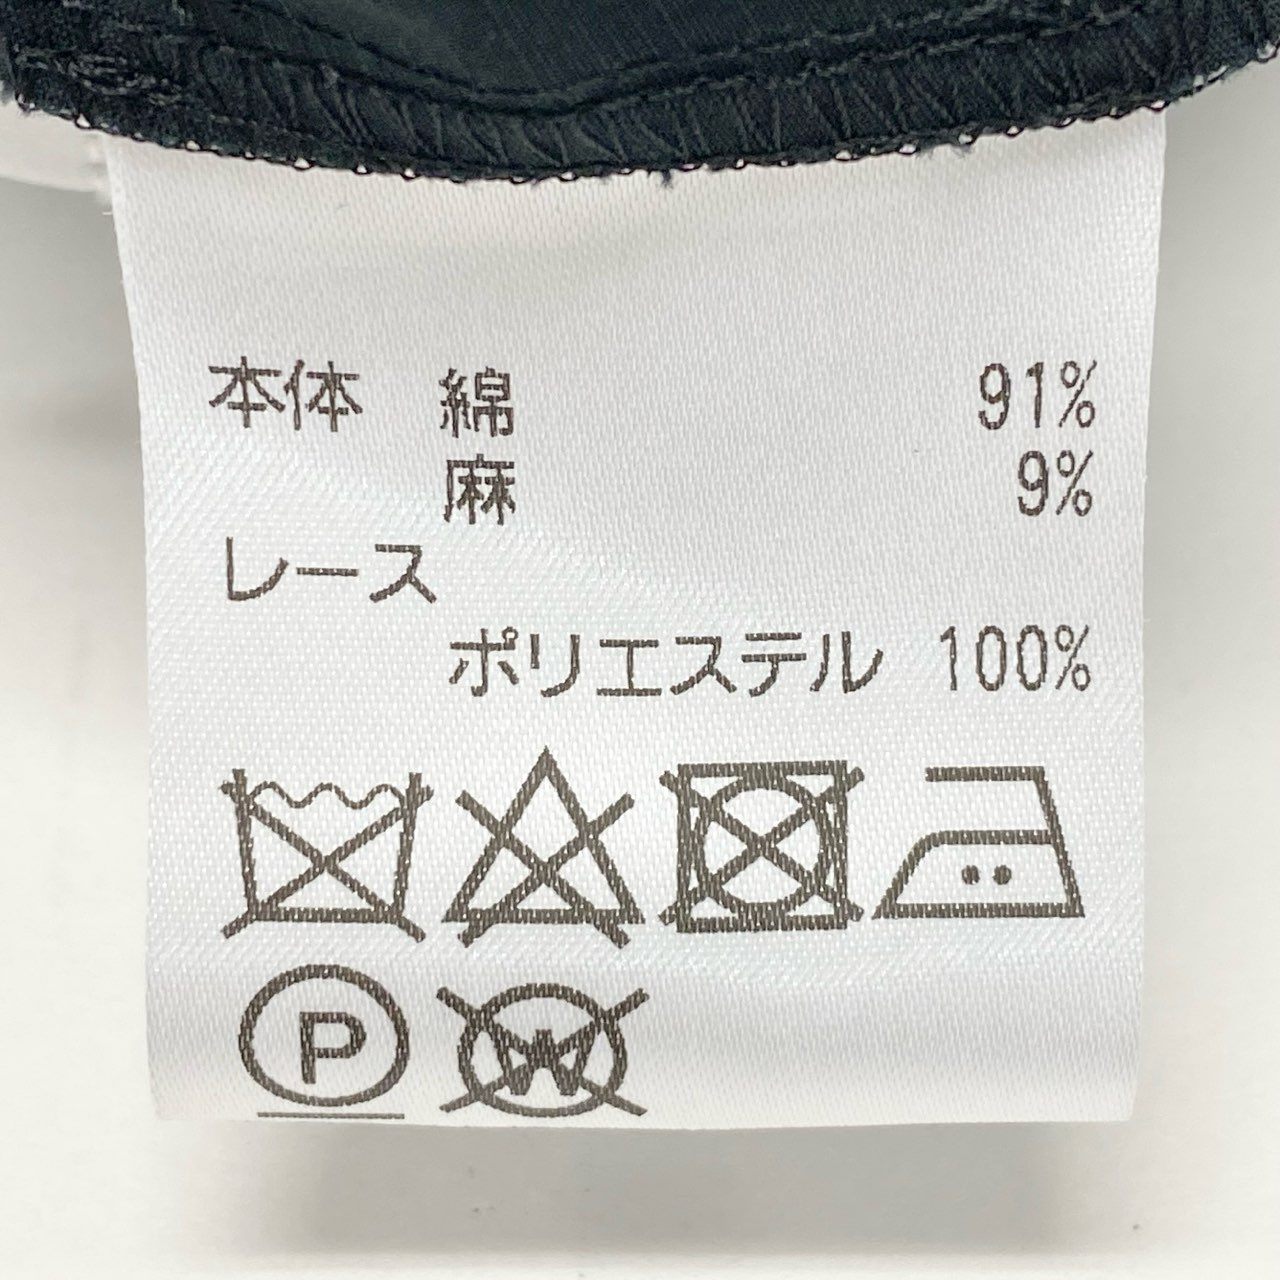 本体 綿 91%
麻 9%
レース
ポリエステル 100%
P W